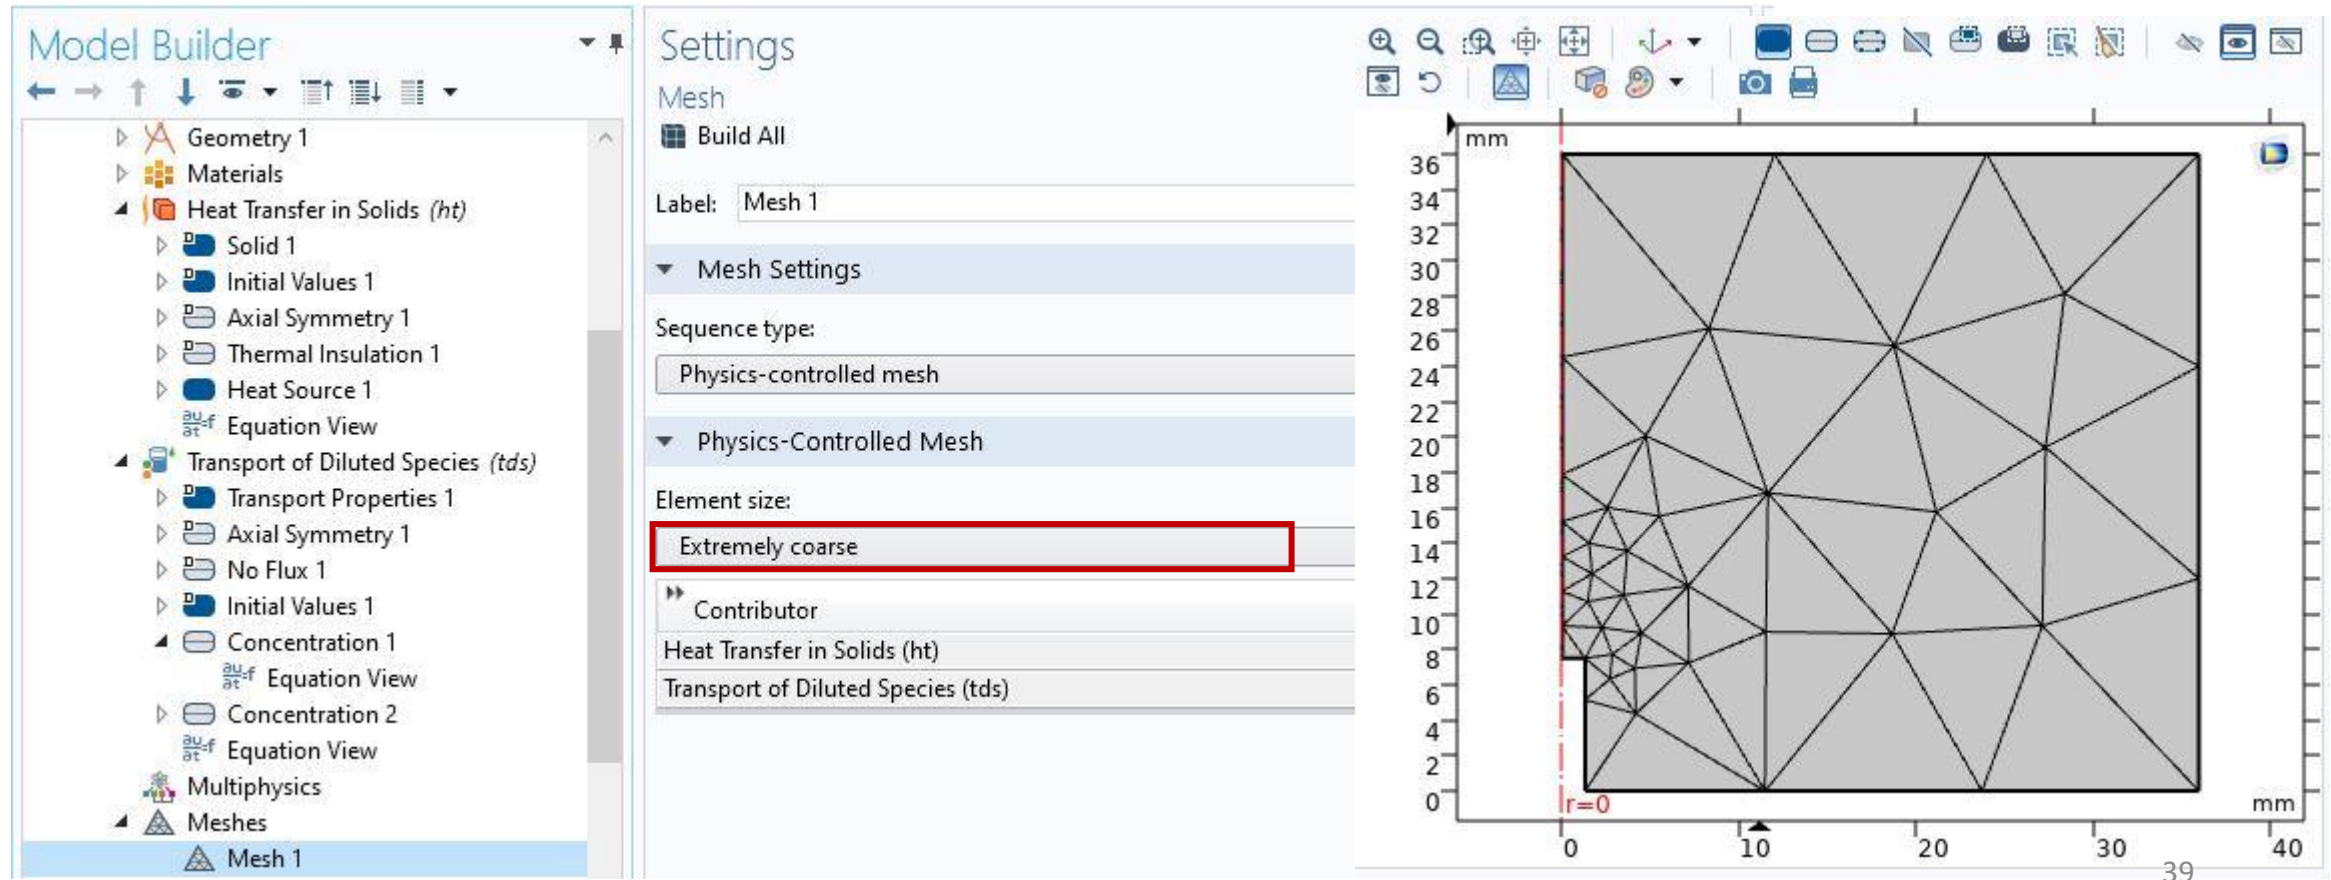 Model Builder
Geometry 1
Materials
Heat Transfer in Solids (ht)
Solid 1
Initial Values 1
Axial Symmetry 1
Thermal Insulation 1
Heat Source 1
Equation View
Transport of Diluted Species (tds)
Transport Properties 1
Axial Symmetry 1
No Flux 1
Initial Values 1
Concentration 1
Equation View
Concentration 2
Equation View
Multiphysics
Meshes
Mesh 1
Settings
Mesh
Build All
Label: Mesh 1
Mesh Settings
Sequence type:
Physics-controlled mesh
Physics-Controlled Mesh
Element size:
Extremely coarse
Contributor
Heat Transfer in Solids (ht)
Transport of Diluted Species (tds)
mm
36
34
32
30
28
26
24
22
20
18
16
14
12
10
8
6
4
2
0
r=0
mm
0 10 20 30 40
39